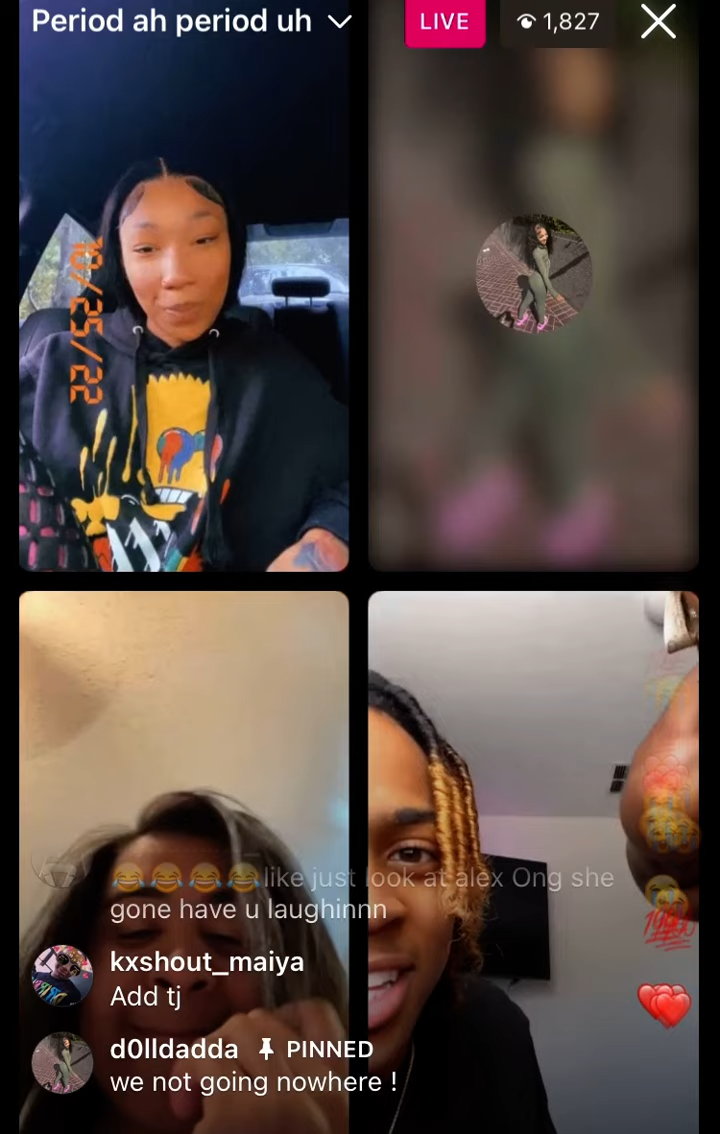 Period ah period uh
LIVE
1,827
10/25/22
😂😂😂😂like just look at alex Ong she
gone have u laughinnn
kxshout_maiya
Add tj
d0lldadda PINNED
we not going nowhere !